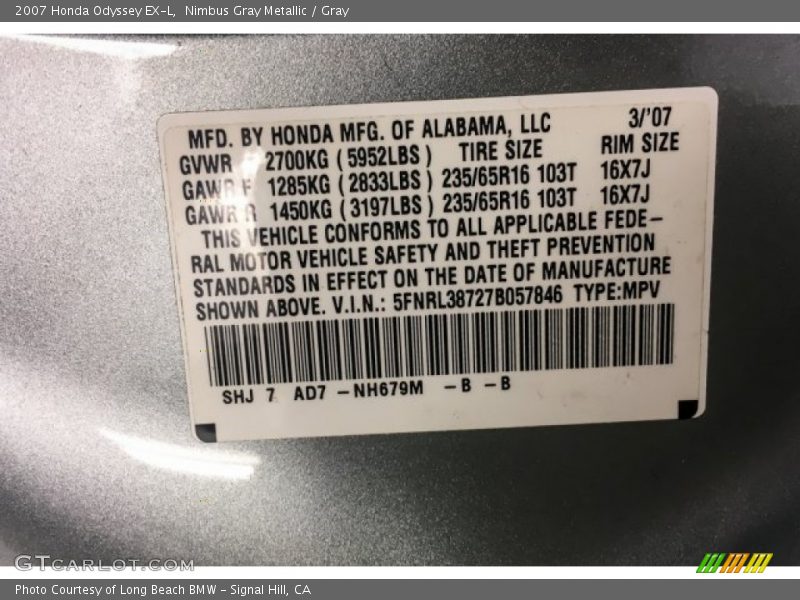 2007 Honda Odyssey EX-L, Nimbus Gray Metallic / Gray
MFD. BY HONDA MFG. OF ALABAMA, LLC 3/'07
GVWR 2700KG ( 5952LBS ) TIRE SIZE RIM SIZE
GAWR F 1285KG ( 2833LBS ) 235/65R16 103T 16X7J
GAWR R 1450KG ( 3197LBS ) 235/65R16 103T 16X7J
THIS VEHICLE CONFORMS TO ALL APPLICABLE FEDE-
RAL MOTOR VEHICLE SAFETY AND THEFT PREVENTION
STANDARDS IN EFFECT ON THE DATE OF MANUFACTURE
SHOWN ABOVE. V.I.N.: 5FNRL38727B057846 TYPE:MPV
SHJ 7 AD7 -NH679M -B -B
GTcarlot.com
Photo Courtesy of Long Beach BMW - Signal Hill, CA